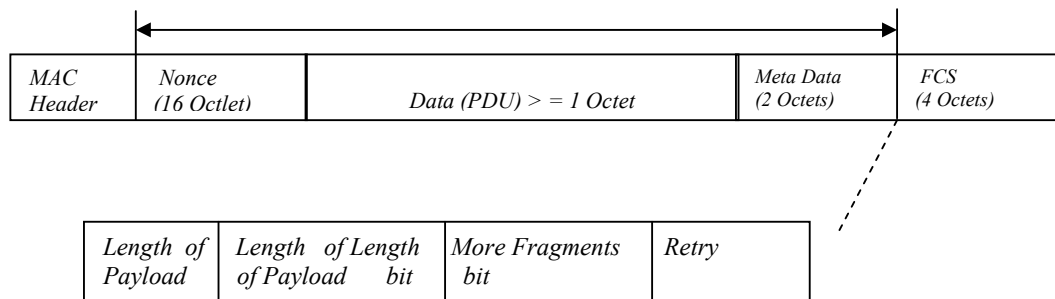 MAC
Header
Nonce
(16 Octlet)
Data (PDU) > = 1 Octet
Meta Data
(2 Octets)
FCS
(4 Octets)
Length of
Payload
Length of Length
of Payload bit
More Fragments
bit
Retry